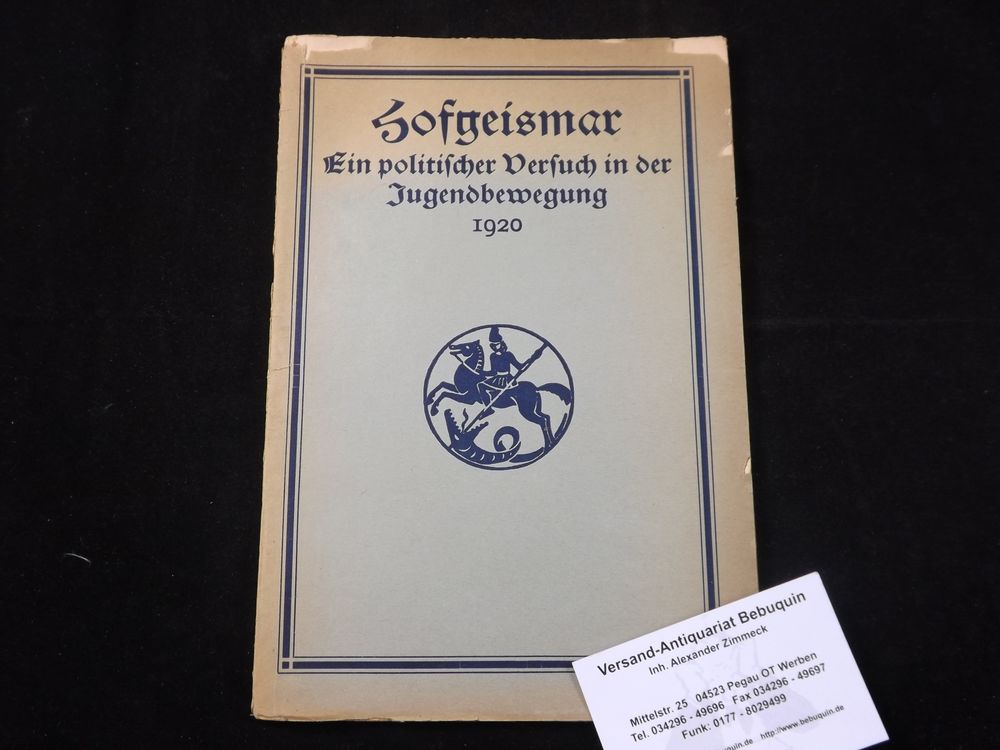 Hofgeismar
Ein politischer Versuch in der
Jugendbewegung
1920
Versand-Antiquariat Bebuquin
Inh. Alexander Zimmeck
Mittelstr. 25 04523 Pegau OT Werben
Tel. 034296 - 49696 Fax 034296 - 49697
Funk: 0177 - 8029499
http://www.bebuquin.de